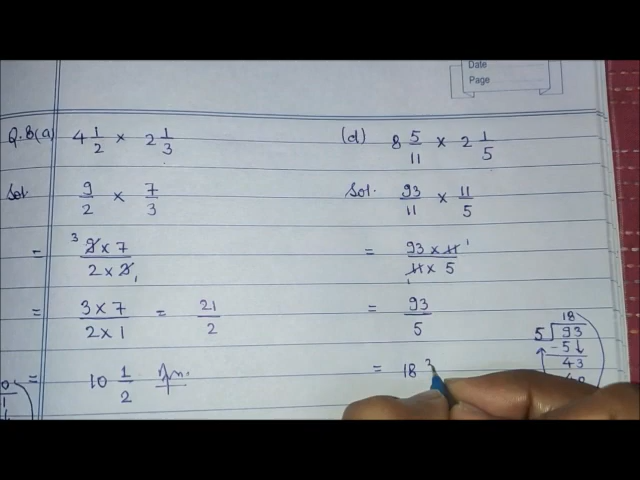 Date
Page
Q.8(a) 4 1/2 × 2 1/3
(d) 8 5/11 × 2 1/5
Sol. 9/2 × 7/3
Sol. 93/11 × 11/5
= 3 9 × 7 / 2 × 3 1
= 93 × 11 1 / 11 1 × 5
= 3 × 7 / 2 × 1 = 21/2
= 93/5
= 10 1/2 Ans.
= 18 3
18
5 93
- 5 ↓
43